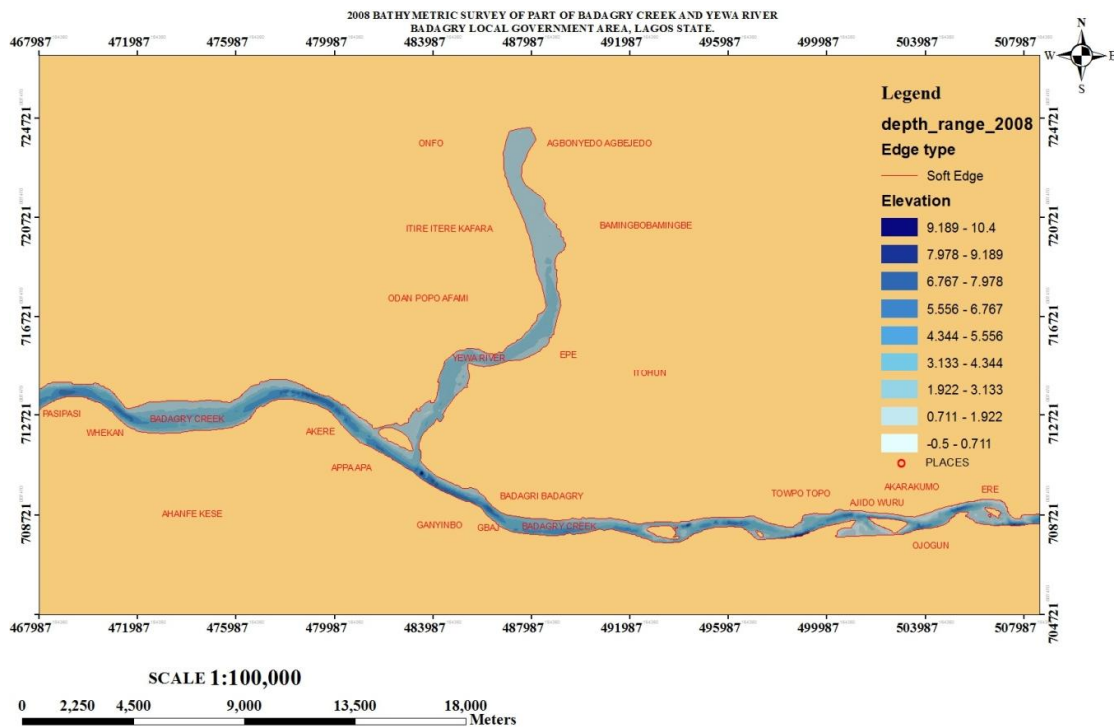 2008 BATHYMETRIC SURVEY OF PART OF BADAGRY CREEK AND YEWA RIVER
BADAGRY LOCAL GOVERNMENT AREA, LAGOS STATE.
467987 471987 475987 479987 483987 487987 491987 495987 499987 503987 507987
N
W E
S
724721 724721
720721 720721
716721 716721
712721 712721
708721 708721
704721 704721
Legend
depth_range_2008
Edge type
Soft Edge
Elevation
9.189 - 10.4
7.978 - 9.189
6.767 - 7.978
5.556 - 6.767
4.344 - 5.556
3.133 - 4.344
1.922 - 3.133
0.711 - 1.922
-0.5 - 0.711
PLACES
ONFO AGBONYEDO AGBEJEDO
ITIRE ITERE KAFARA BAMINGBOBAMINGBE
ODAN POPO AFAMI
YEWA RIVER EPE
ITOHUN
PASIPASI BADAGRY CREEK
WHEKAN AKERE
APPA APA
AKARAKUMO ERE
BADAGRI BADAGRY TOWPO TOPO AJIDO WURU
AHANFE KESE
GANYINBO GBAJ BADAGRY CREEK
OJOGUN
467987 471987 475987 479987 483987 487987 491987 495987 499987 503987 507987
SCALE 1:100,000
0 2,250 4,500 9,000 13,500 18,000
Meters